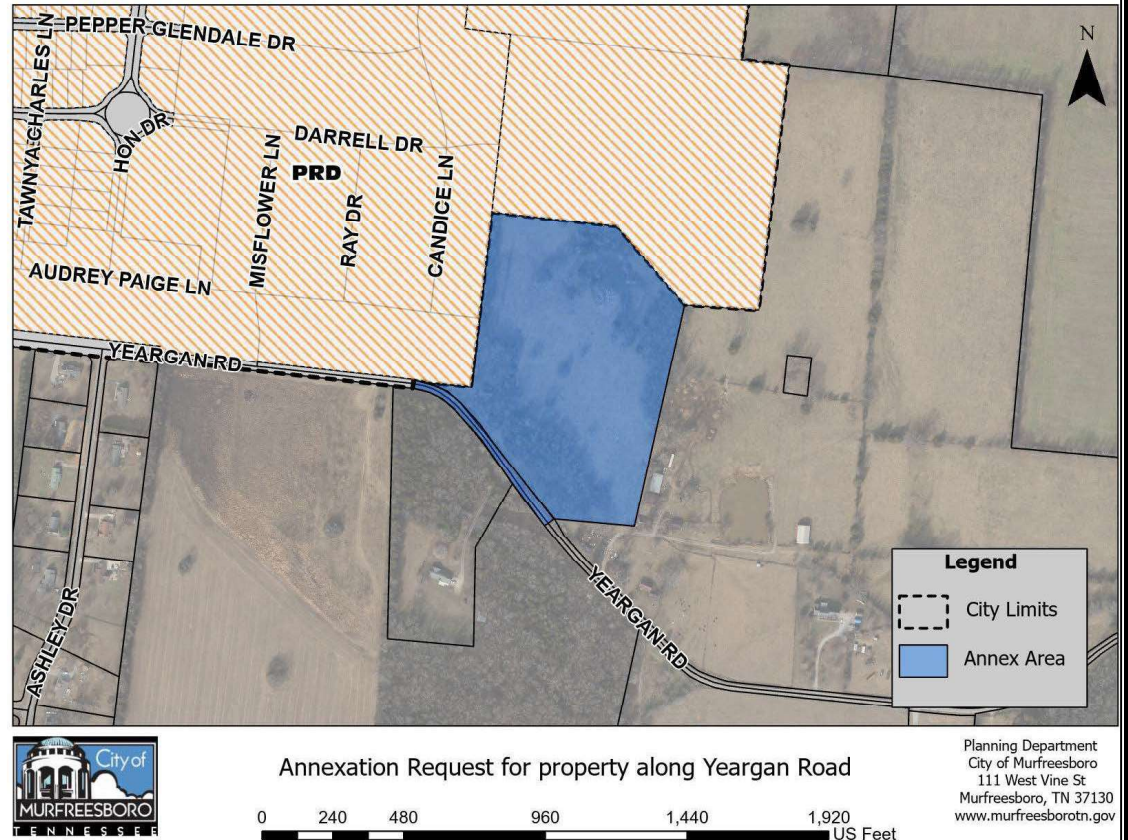 PEPPER GLENDALE DR
N
TAWNYA CHARLES LN
HON DR
DARRELL DR
MISFLOWER LN
PRD
RAY DR
CANDICE LN
AUDREY PAIGE LN
YEARGAN RD
ASHLEY DR
YEARGAN RD
Legend
City Limits
Annex Area
City of
MURFREESBORO
TENNESSEE
Annexation Request for property along Yeargan Road
0 240 480 960 1,440 1,920
US Feet
Planning Department
City of Murfreesboro
111 West Vine St
Murfreesboro, TN 37130
www.murfreesborotn.gov